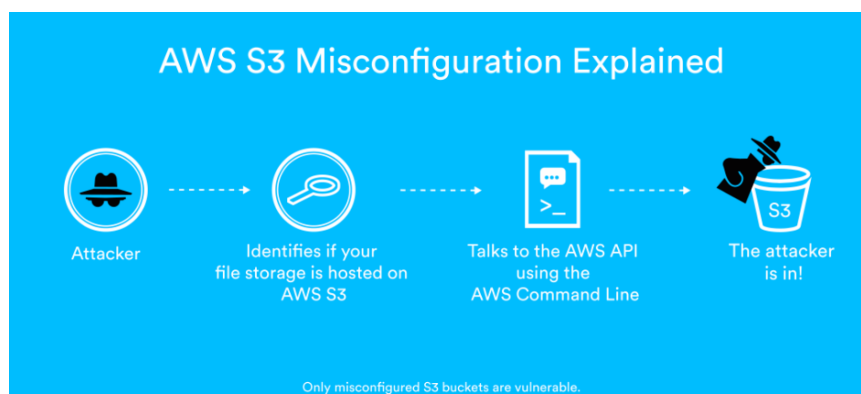 AWS S3 Misconfiguration Explained
Attacker
Identifies if your
file storage is hosted on
AWS S3
>_
Talks to the AWS API
using the
AWS Command Line
S3
The attacker
is in!
Only misconfigured S3 buckets are vulnerable.